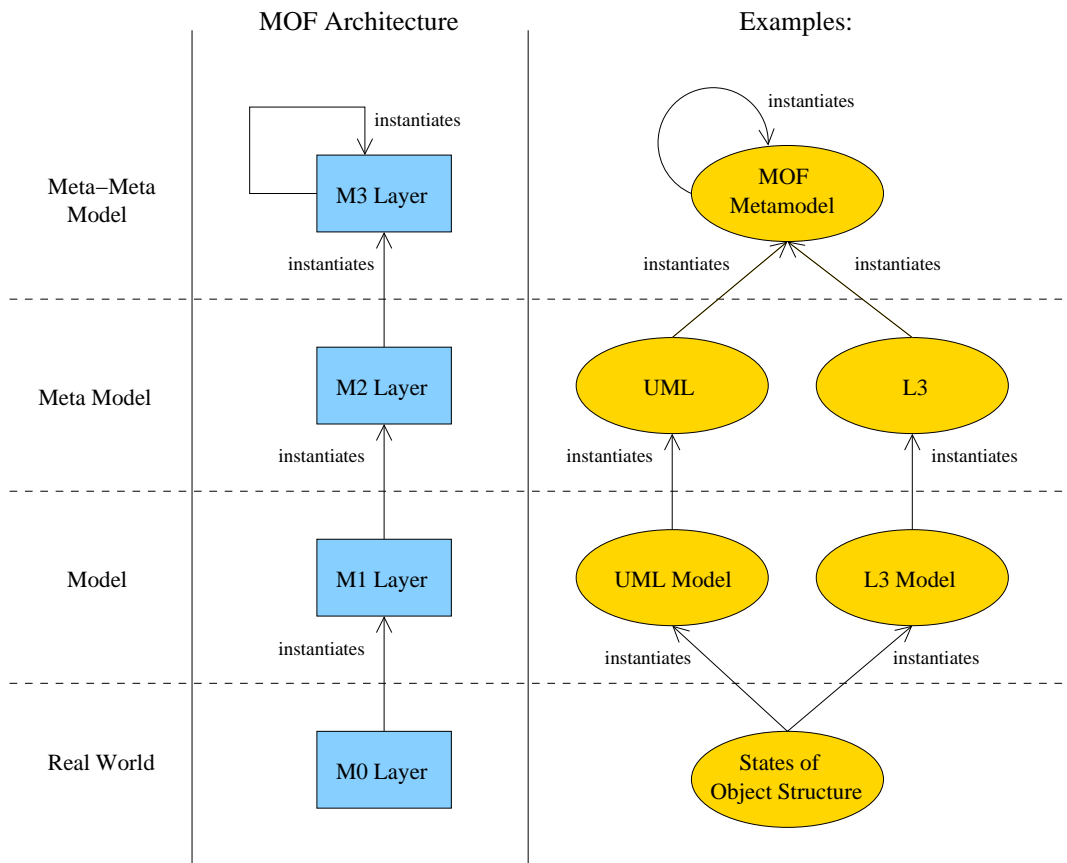 MOF Architecture
Examples:
instantiates
instantiates
Meta−Meta
Model
M3 Layer
MOF
Metamodel
instantiates
instantiates
instantiates
Meta Model
M2 Layer
UML
L3
instantiates
instantiates
instantiates
Model
M1 Layer
UML Model
L3 Model
instantiates
instantiates
instantiates
Real World
M0 Layer
States of
Object Structure